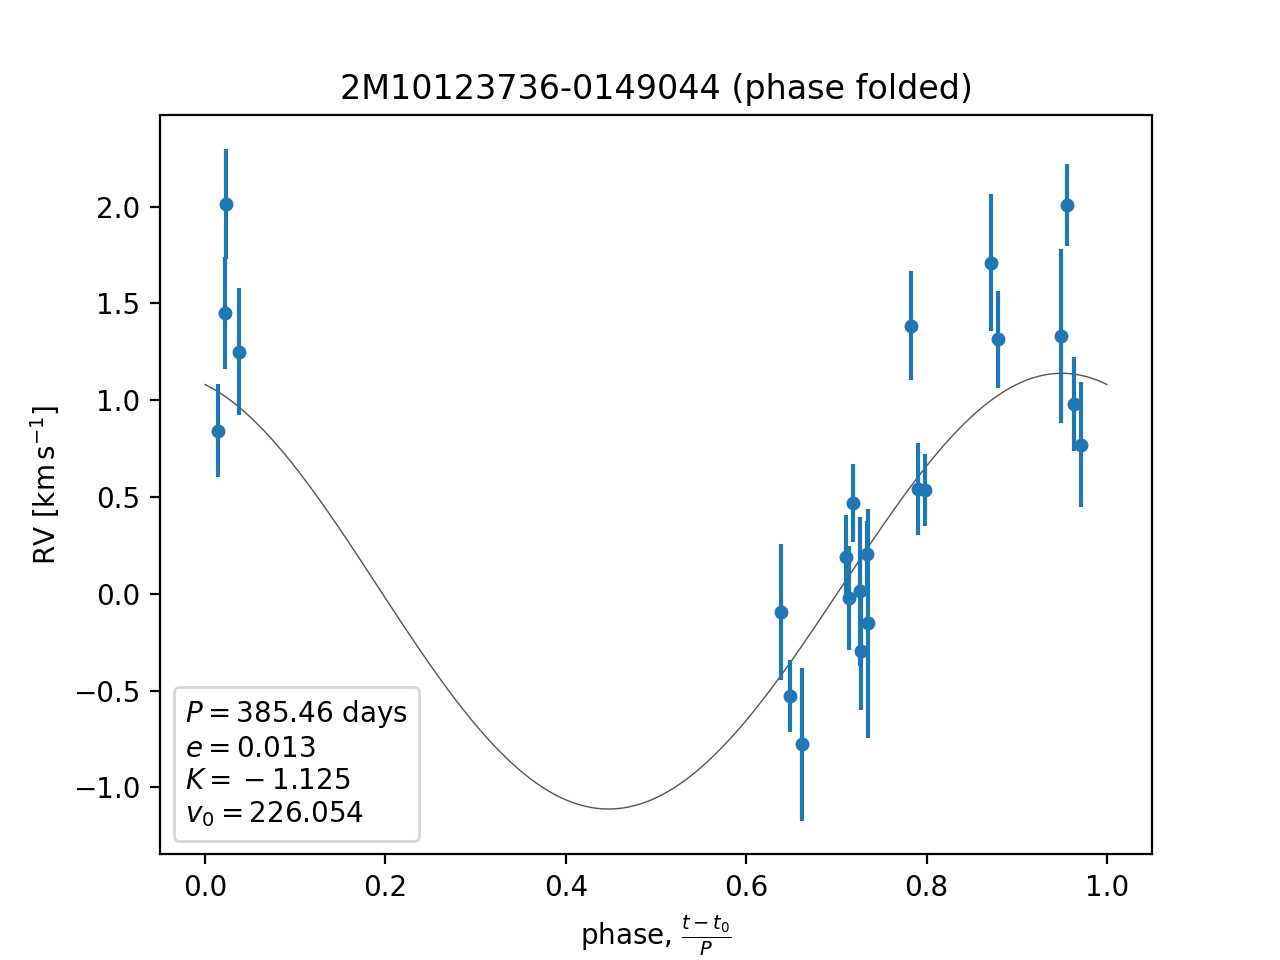 2M10123736-0149044 (phase folded)
RV [km s⁻¹]
2.0
1.5
1.0
0.5
0.0
−0.5
−1.0
P = 385.46 days
e = 0.013
K = −1.125
v₀ = 226.054
0.0 0.2 0.4 0.6 0.8 1.0
phase, (t − t₀)/P